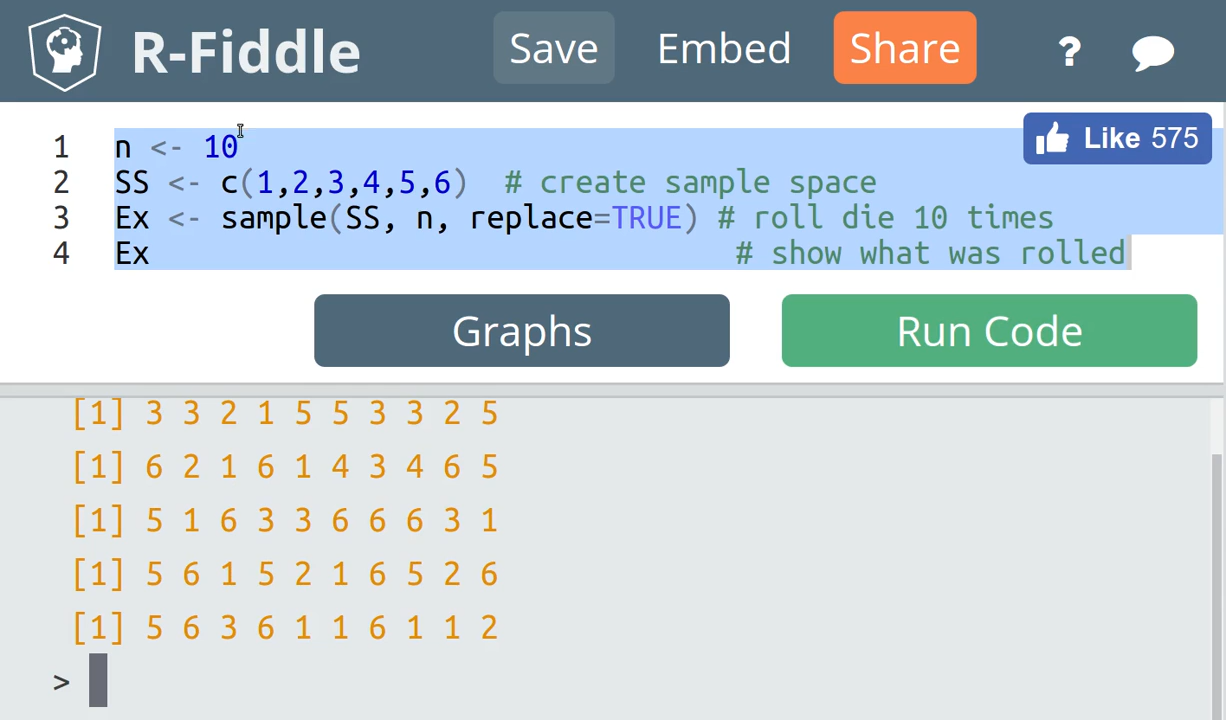 R-Fiddle Save Embed Share ?
Like 575
1 n <- 10
2 SS <- c(1,2,3,4,5,6) # create sample space
3 Ex <- sample(SS, n, replace=TRUE) # roll die 10 times
4 Ex # show what was rolled
Graphs Run Code
[1] 3 3 2 1 5 5 3 3 2 5
[1] 6 2 1 6 1 4 3 4 6 5
[1] 5 1 6 3 3 6 6 6 3 1
[1] 5 6 1 5 2 1 6 5 2 6
[1] 5 6 3 6 1 1 6 1 1 2
>